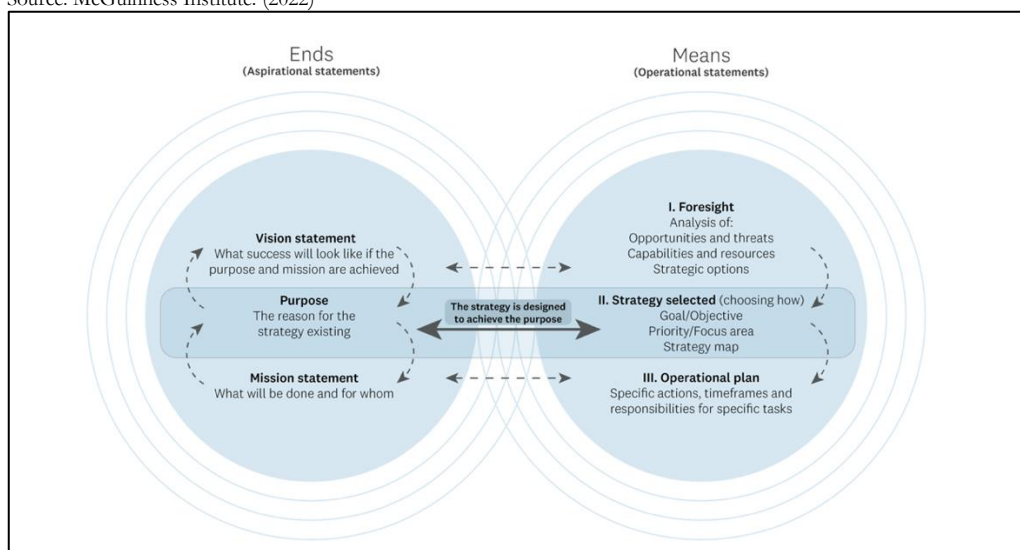 Source: McGuinness Institute. (2022)
Ends
(Aspirational statements)
Means
(Operational statements)
Vision statement
What success will look like if the
purpose and mission are achieved
Purpose
The reason for the
strategy existing
Mission statement
What will be done and for whom
The strategy is designed
to achieve the purpose
I. Foresight
Analysis of:
Opportunities and threats
Capabilities and resources
Strategic options
II. Strategy selected (choosing how)
Goal/Objective
Priority/Focus area
Strategy map
III. Operational plan
Specific actions, timeframes and
responsibilities for specific tasks